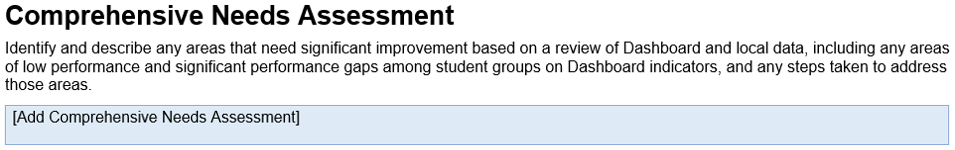 Comprehensive Needs Assessment
Identify and describe any areas that need significant improvement based on a review of Dashboard and local data, including any areas
of low performance and significant performance gaps among student groups on Dashboard indicators, and any steps taken to address
those areas.
[Add Comprehensive Needs Assessment]